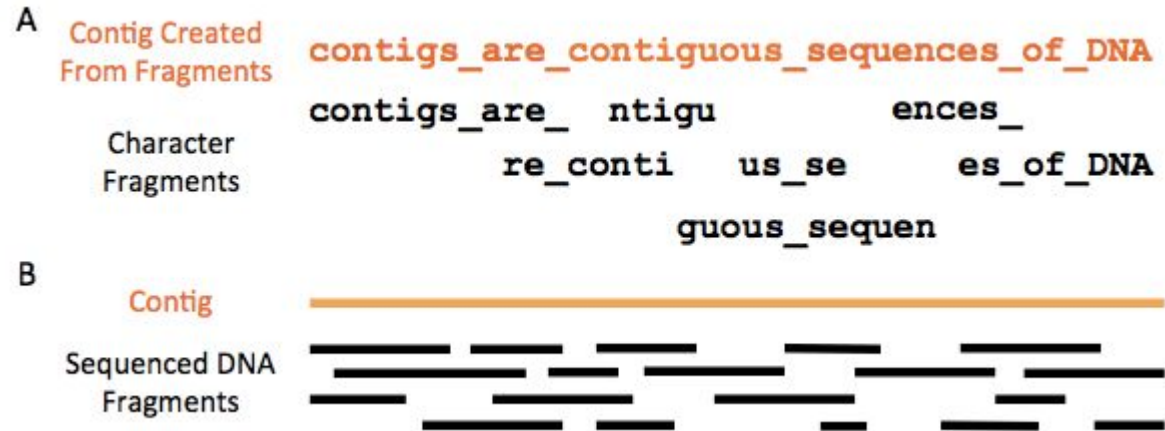 A
Contig Created
From Fragments
contigs_are_contiguous_sequences_of_DNA
Character
Fragments
contigs_are_ ntigu ences_
re_conti us_se es_of_DNA
guous_sequen
B
Contig
Sequenced DNA
Fragments